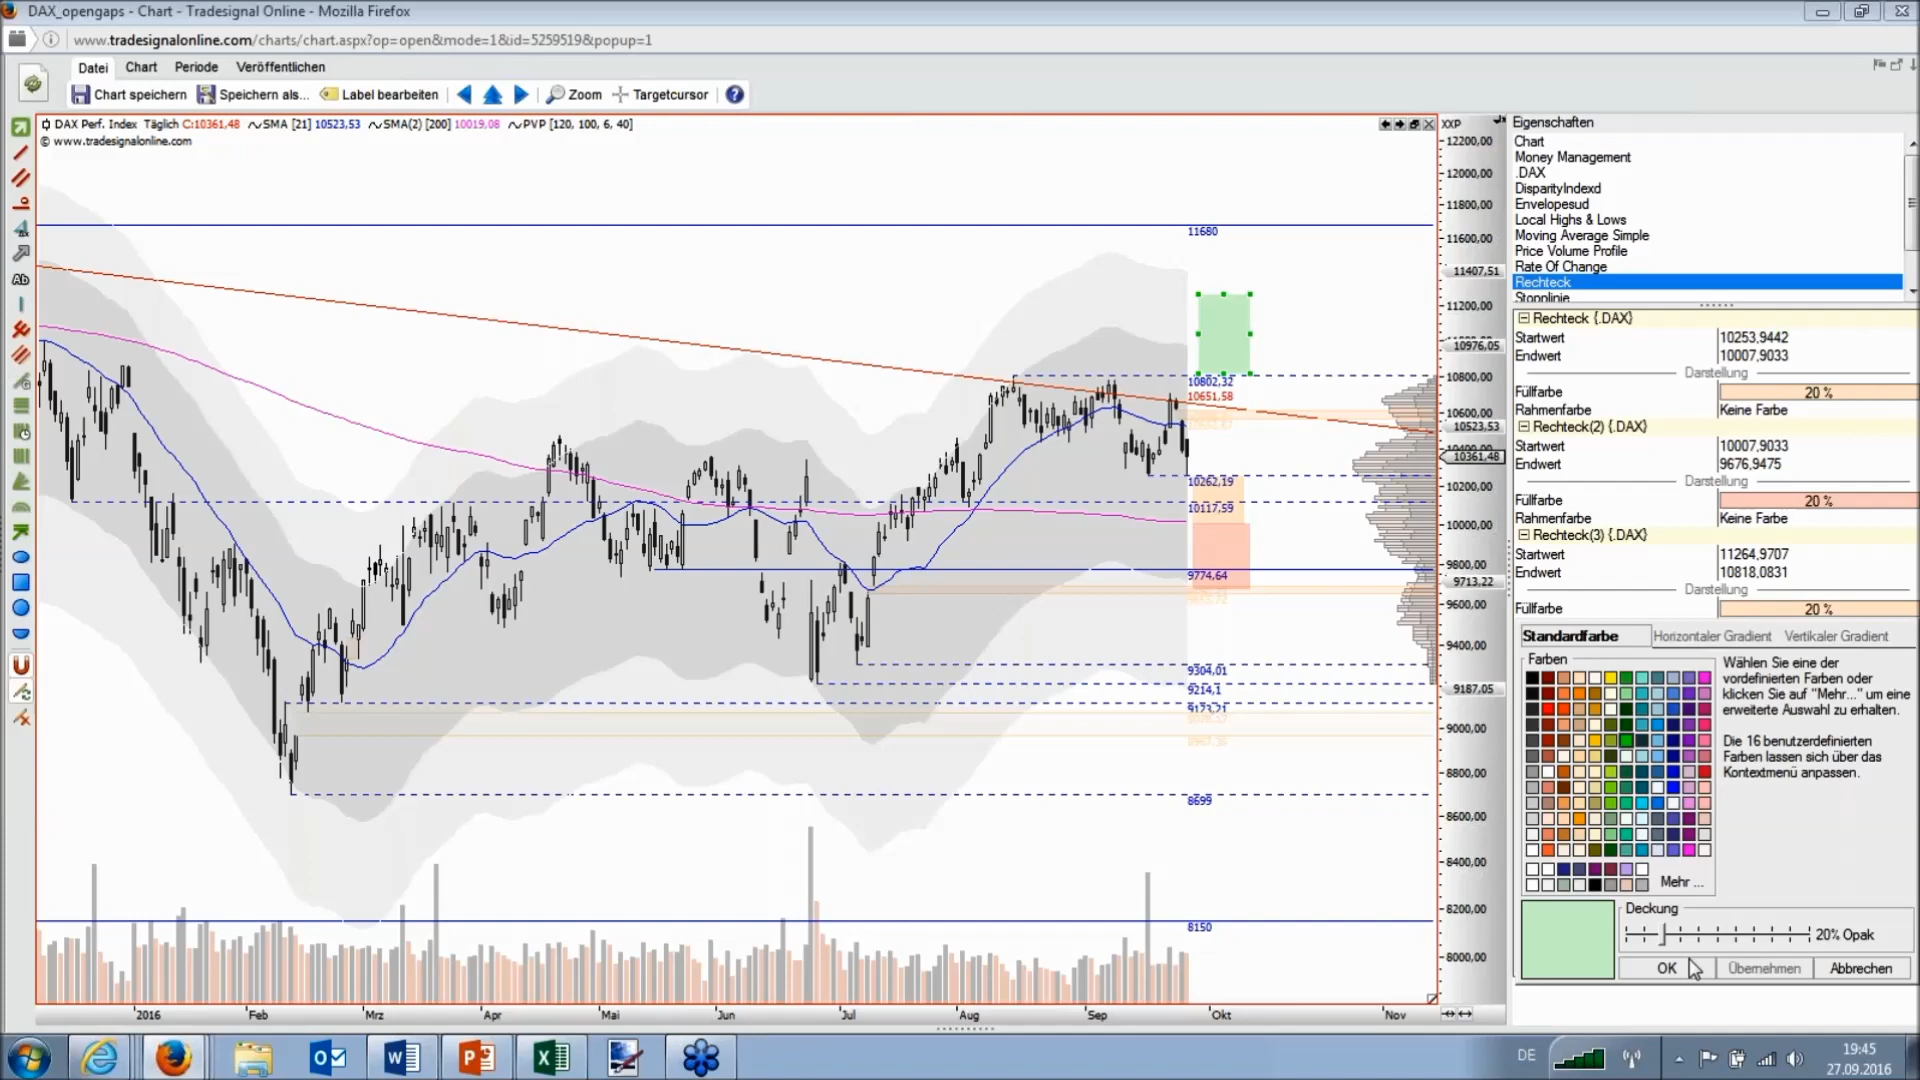 DAX_opengaps - Chart - Tradesignal Online - Mozilla Firefox
www.tradesignalonline.com/charts/chart.aspx?op=open&mode=1&id=5259519&popup=1
Datei Chart Periode Veröffentlichen
Chart speichern Speichern als... Label bearbeiten Zoom Targetcursor ?
DAX Perf. Index Täglich C:10361,48 SMA [21] 10523,53 SMA(2) [200] 10019,08 PVP [120, 100, 6, 40]
© www.tradesignalonline.com
Ab
11680
10802,32
10651,58
10262,19
10117,59
9774,64
9304,01
9214,1
9173,21
8699
8150
XXP
12200,00
12000,00
11800,00
11600,00
11407,51
11200,00
10976,05
10800,00
10600,00
10523,53
10361,48
10200,00
10000,00
9800,00
9713,22
9600,00
9400,00
9187,05
9000,00
8800,00
8600,00
8400,00
8200,00
8000,00
2016 Feb Mrz Apr Mai Jun Jul Aug Sep Okt Nov
Eigenschaften
Chart
Money Management
.DAX
DisparityIndexd
Envelopesud
Local Highs & Lows
Moving Average Simple
Price Volume Profile
Rate Of Change
Rechteck
Stopplinie
Rechteck {.DAX}
Startwert 10253.9442
Endwert 10007.9033
Darstellung
Füllfarbe 20 %
Rahmenfarbe Keine Farbe
Rechteck(2) {.DAX}
Startwert 10007.9033
Endwert 9676.9475
Darstellung
Füllfarbe 20 %
Rahmenfarbe Keine Farbe
Rechteck(3) {.DAX}
Startwert 11264.9707
Endwert 10818.0831
Darstellung
Füllfarbe 20 %
Standardfarbe Horizontaler Gradient Vertikaler Gradient
Farben
Wählen Sie eine der
vordefinierten Farben oder
klicken Sie auf "Mehr..." um eine
erweiterte Auswahl zu erhalten.
Die 16 benutzerdefinierten
Farben lassen sich über das
Kontextmenü anpassen.
Mehr ...
Deckung
20% Opak
OK Übernehmen Abbrechen
DE
19:45
27.09.2016